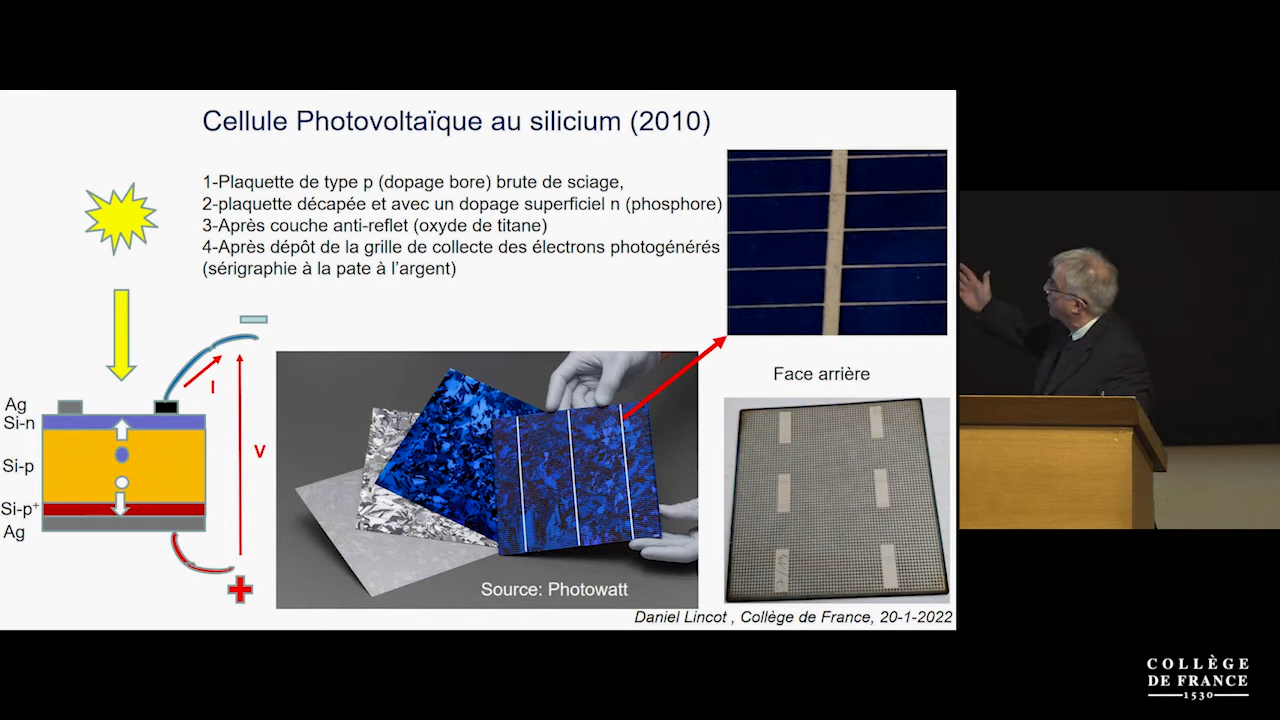 Cellule Photovoltaïque au silicium (2010)
1-Plaquette de type p (dopage bore) brute de sciage,
2-plaquette décapée et avec un dopage superficiel n (phosphore)
3-Après couche anti-reflet (oxyde de titane)
4-Après dépôt de la grille de collecte des électrons photogénérés
(sérigraphie à la pate à l'argent)
I
V
Ag
Si-n
Si-p
Si-p⁺
Ag
Face arrière
Source: Photowatt
Daniel Lincot , Collège de France, 20-1-2022
COLLÈGE
DE FRANCE
1530